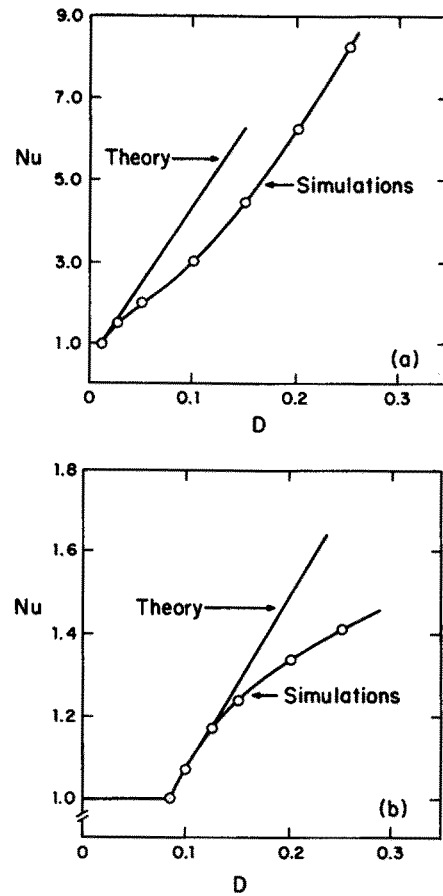 9.0
7.0
Nu
Theory
5.0
Simulations
3.0
1.0
(a)
0
0.1
0.2
0.3
D
1.8
1.6
Nu
Theory
1.4
Simulations
1.2
1.0
(b)
0
0.1
0.2
0.3
D